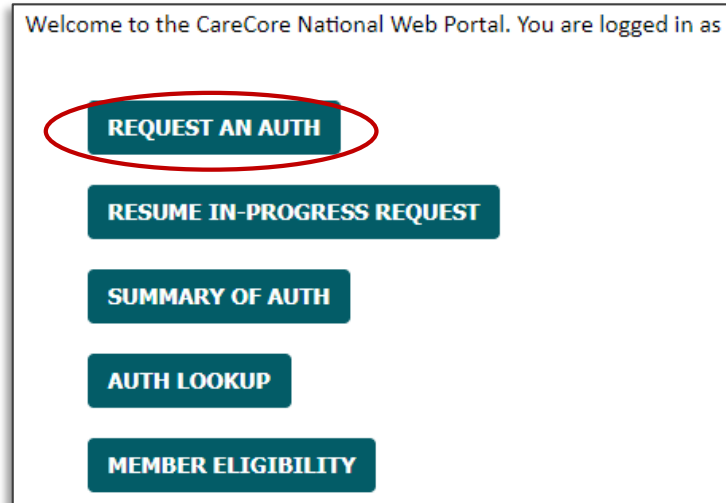 Welcome to the CareCore National Web Portal. You are logged in as
REQUEST AN AUTH
RESUME IN-PROGRESS REQUEST
SUMMARY OF AUTH
AUTH LOOKUP
MEMBER ELIGIBILITY